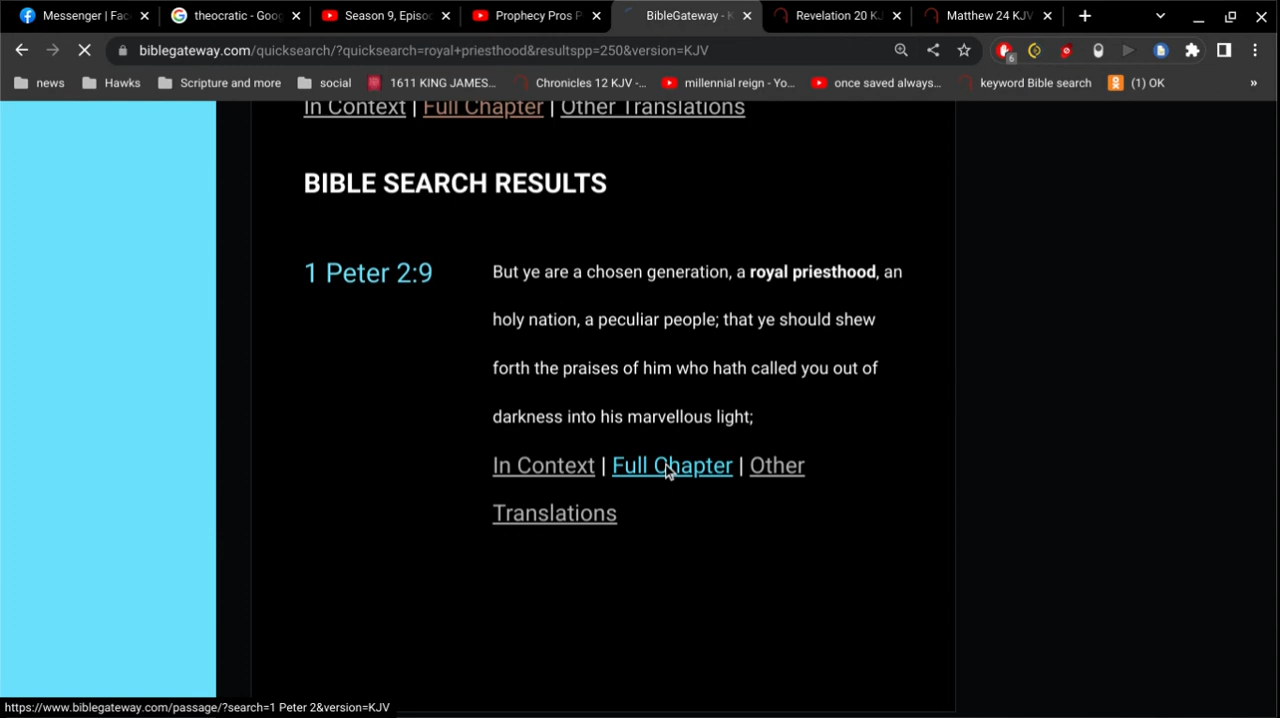 Messenger | Fac
theocratic - Goog
Season 9, Episod
Prophecy Pros P
BibleGateway - K
Revelation 20 KJ
Matthew 24 KJV
biblegateway.com/quicksearch/?quicksearch=royal+priesthood&resultspp=250&version=KJV
6
news
Hawks
Scripture and more
social
1611 KING JAMES...
Chronicles 12 KJV -...
millennial reign - Yo...
once saved always...
keyword Bible search
(1) OK
»
In Context | Full Chapter | Other Translations
BIBLE SEARCH RESULTS
1 Peter 2:9
But ye are a chosen generation, a royal priesthood, an
holy nation, a peculiar people; that ye should shew
forth the praises of him who hath called you out of
darkness into his marvellous light;
In Context | Full Chapter | Other
Translations
https://www.biblegateway.com/passage/?search=1 Peter 2&version=KJV